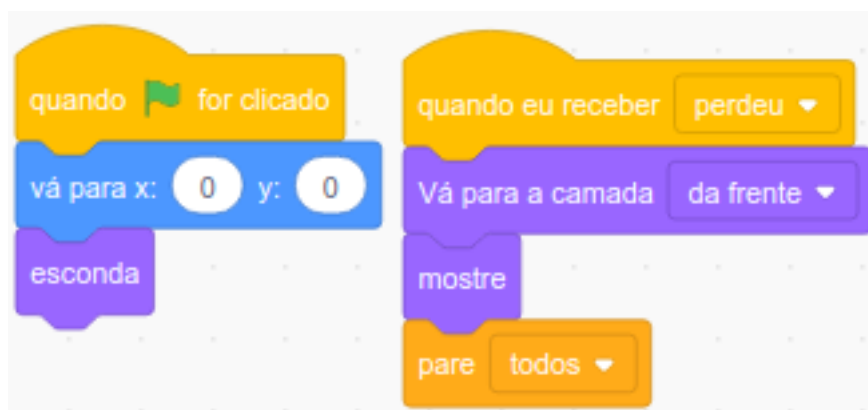 quando for clicado
vá para x: 0 y: 0
esconda
quando eu receber perdeu
Vá para a camada da frente
mostre
pare todos